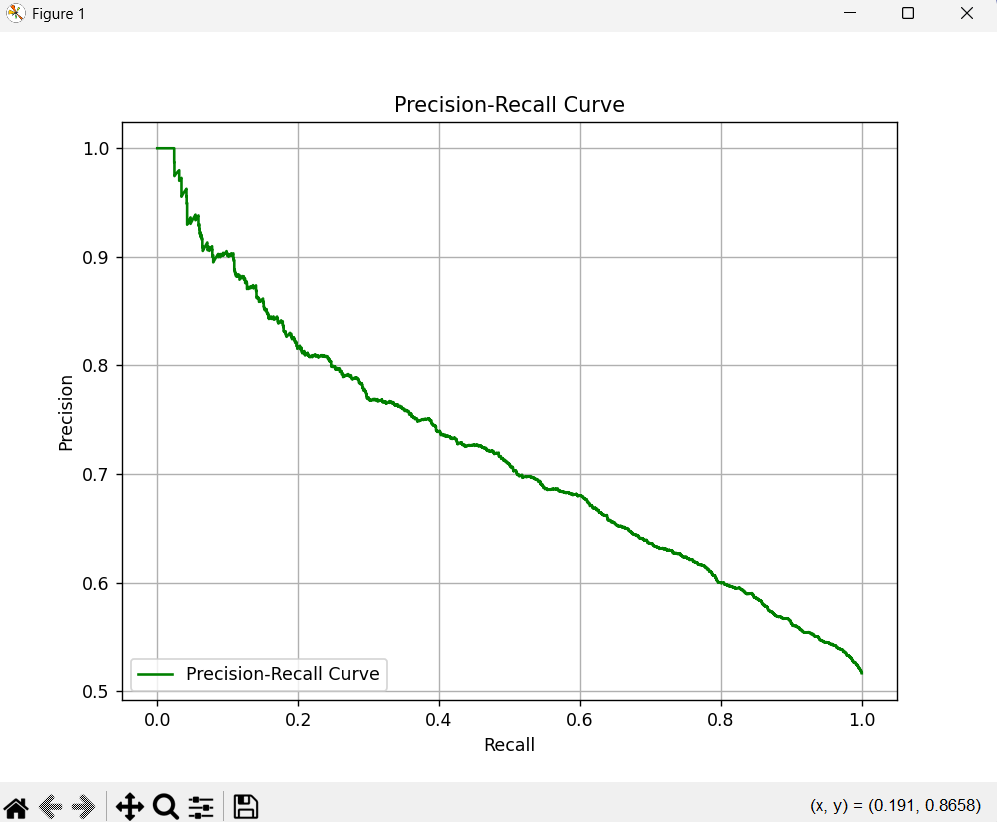 Figure 1
Precision-Recall Curve
1.0
0.9
0.8
0.7
0.6
0.5
Precision
Precision-Recall Curve
0.0 0.2 0.4 0.6 0.8 1.0
Recall
(x, y) = (0.191, 0.8658)